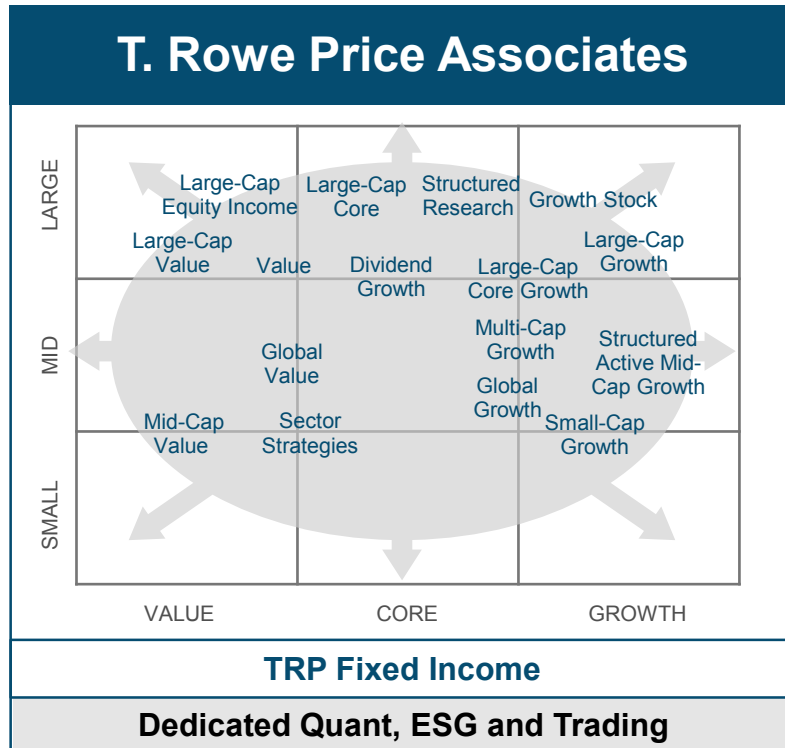 T. Rowe Price Associates
LARGE
Large-Cap
Equity Income
Large-Cap
Core
Structured
Research
Growth Stock
Large-Cap
Value
Value
Dividend
Growth
Large-Cap
Core Growth
Large-Cap
Growth
MID
Global
Value
Multi-Cap
Growth
Structured
Active Mid-
Cap Growth
Global
Growth
Mid-Cap
Value
Sector
Strategies
Small-Cap
Growth
SMALL
VALUE
CORE
GROWTH
TRP Fixed Income
Dedicated Quant, ESG and Trading